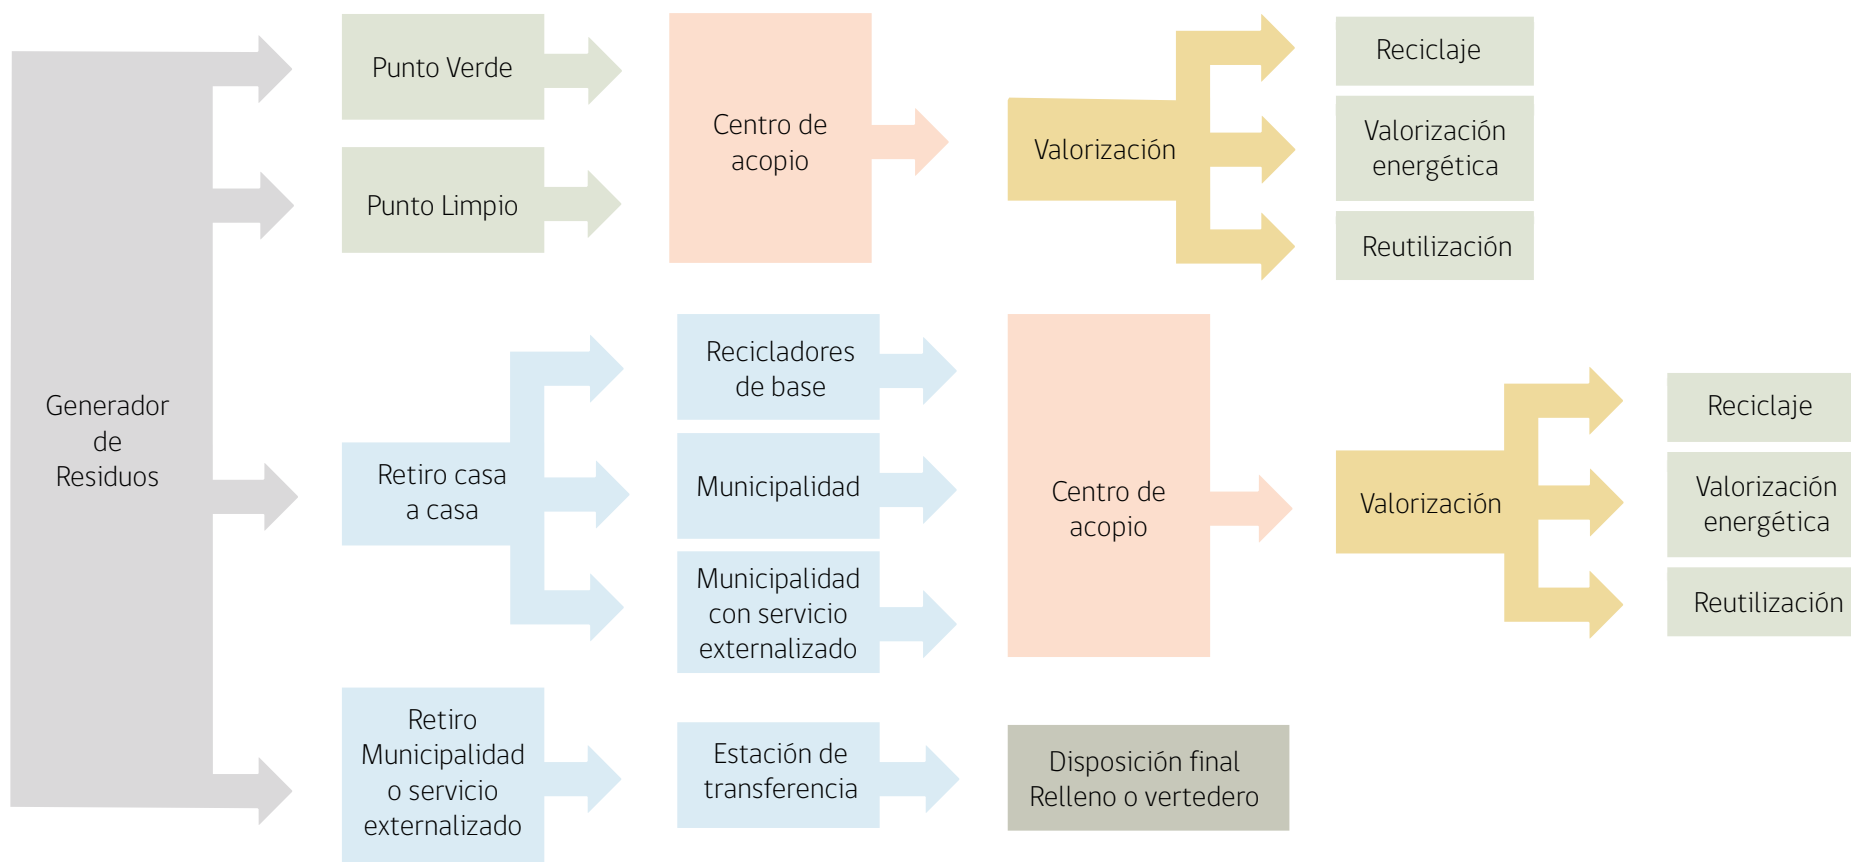 Generador
de
Residuos
Punto Verde
Punto Limpio
Centro de
acopio
Valorización
Reciclaje
Valorización
energética
Reutilización
Retiro casa
a casa
Recicladores
de base
Municipalidad
Municipalidad
con servicio
externalizado
Centro de
acopio
Valorización
Reciclaje
Valorización
energética
Reutilización
Retiro
Municipalidad
o servicio
externalizado
Estación de
transferencia
Disposición final
Relleno o vertedero